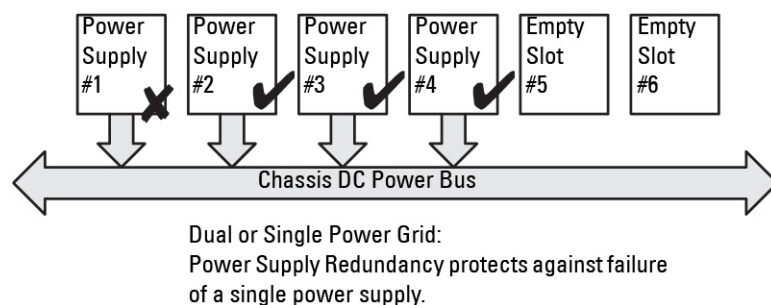 Power
Supply
#1
Power
Supply
#2
Power
Supply
#3
Power
Supply
#4
Empty
Slot
#5
Empty
Slot
#6
Chassis DC Power Bus
Dual or Single Power Grid:
Power Supply Redundancy protects against failure
of a single power supply.